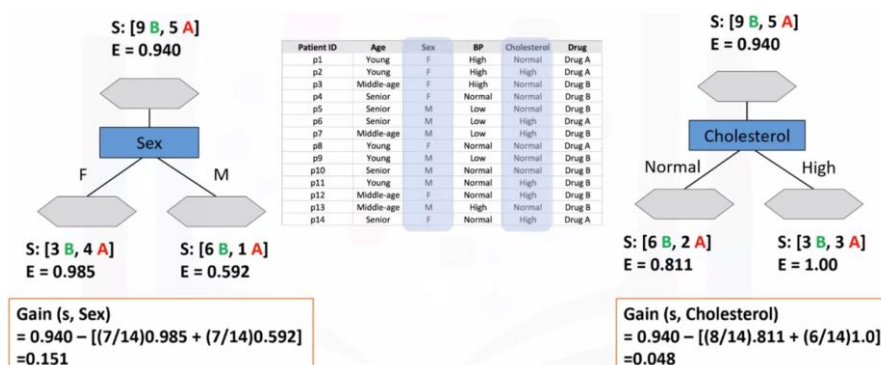 S: [9 B, 5 A]
E = 0.940
Sex
F M
S: [3 B, 4 A] S: [6 B, 1 A]
E = 0.985 E = 0.592
Gain (s, Sex)
= 0.940 – [(7/14)0.985 + (7/14)0.592]
=0.151
Patient ID Age Sex BP Cholesterol Drug
p1 Young F High Normal Drug A
p2 Young F High High Drug A
p3 Middle-age F Hiigh Normal Drug B
p4 Senior F Normal Normal Drug B
p5 Senior M Low Normal Drug B
p6 Senior M Low High Drug A
p7 Middle-age M Low High Drug B
p8 Young F Normal Normal Drug A
p9 Young M Low Normal Drug B
p10 Senior M Normal Normal Drug B
p11 Young M Normal High Drug B
p12 Middle-age F Normal High Drug B
p13 Middle-age M High Normal Drug B
p14 Senior F Normal High Drug A
S: [9 B, 5 A]
E = 0.940
Cholesterol
Normal High
S: [6 B, 2 A] S: [3 B, 3 A]
E = 0.811 E = 1.00
Gain (s, Cholesterol)
= 0.940 – [(8/14).811 + (6/14)1.0]
=0.048